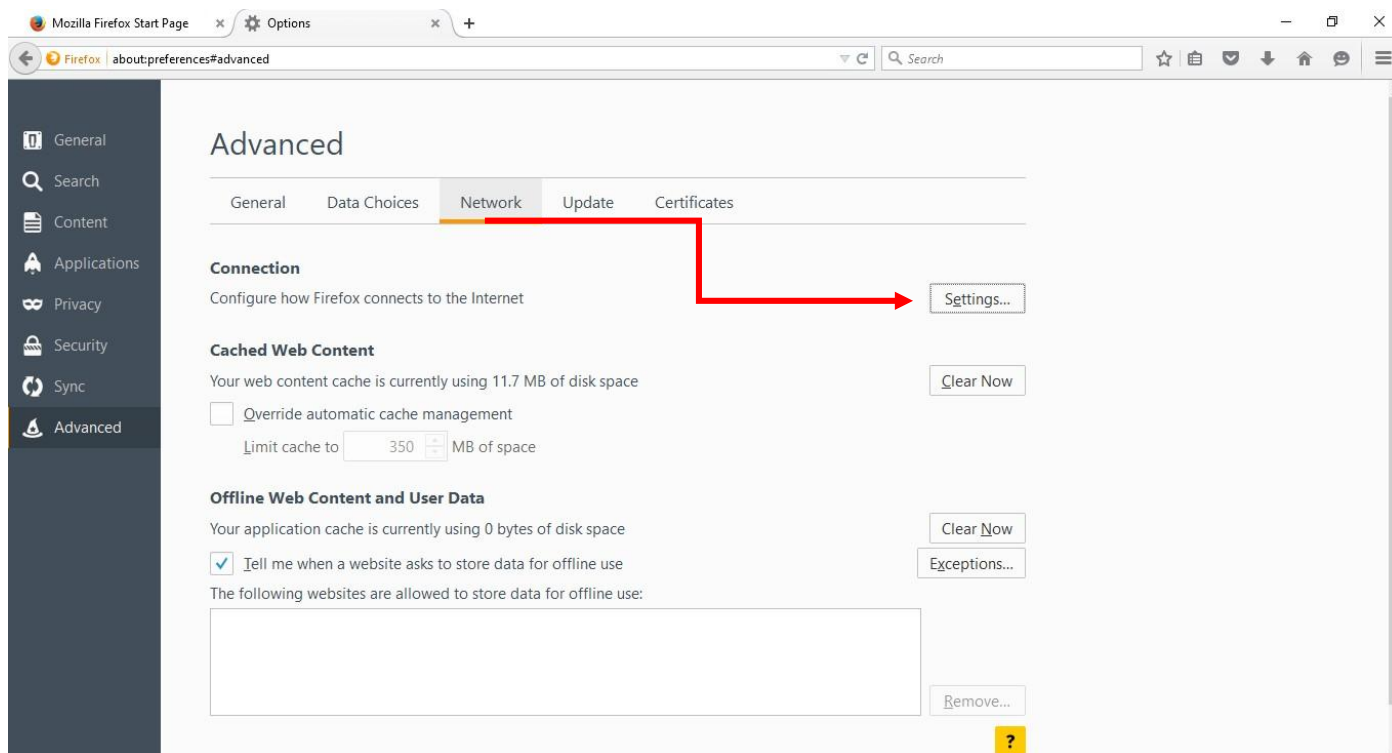 Mozilla Firefox Start Page
Options
Firefox about:preferences#advanced
Search
General
Search
Content
Applications
Privacy
Security
Sync
Advanced
Advanced
General Data Choices Network Update Certificates
Connection
Configure how Firefox connects to the Internet
Settings...
Cached Web Content
Your web content cache is currently using 11.7 MB of disk space
Clear Now
Override automatic cache management
Limit cache to 350 MB of space
Offline Web Content and User Data
Your application cache is currently using 0 bytes of disk space
Clear Now
Tell me when a website asks to store data for offline use
Exceptions...
The following websites are allowed to store data for offline use:
Remove...
?